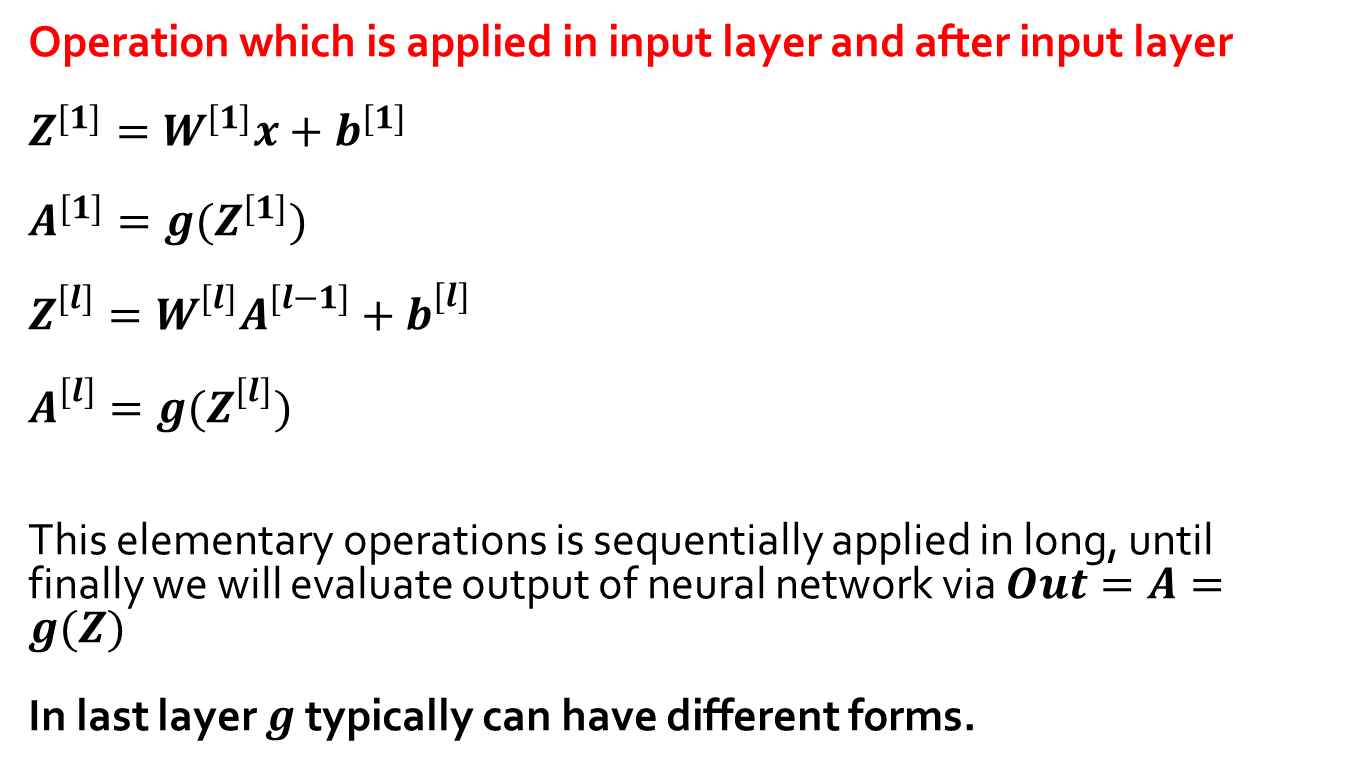 Operation which is applied in input layer and after input layer
Z^[1] = W^[1]x + b^[1]
A^[1] = g(Z^[1])
Z^[l] = W^[l]A^[l−1] + b^[l]
A^[l] = g(Z^[l])
This elementary operations is sequentially applied in long, until
finally we will evaluate output of neural network via Out = A =
g(Z)
In last layer g typically can have different forms.